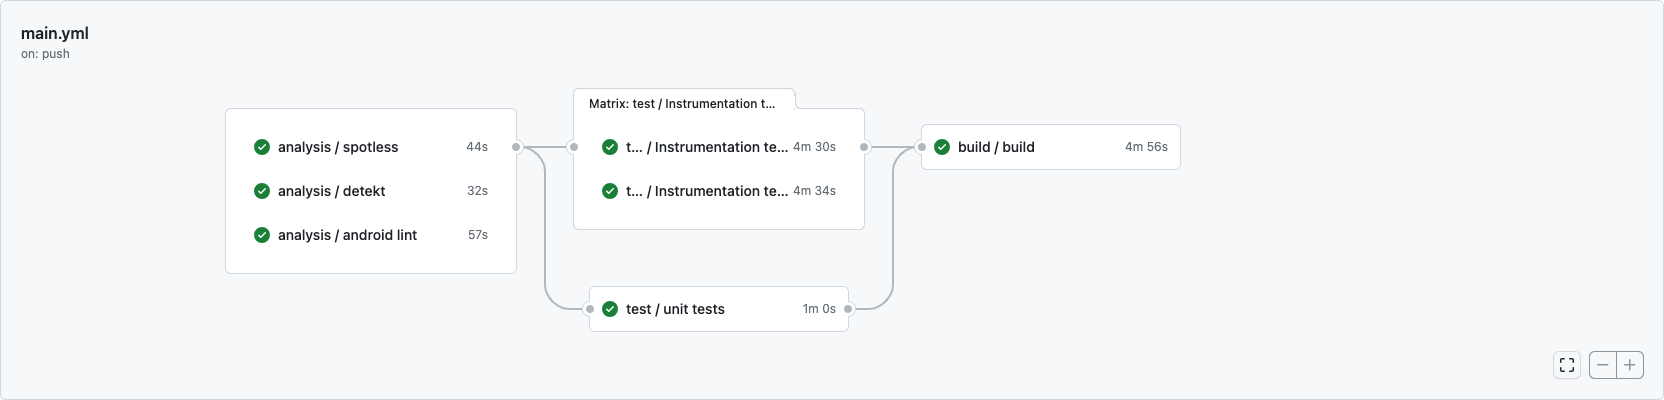 main.yml
on: push
analysis / spotless 44s
analysis / detekt 32s
analysis / android lint 57s
Matrix: test / Instrumentation t...
t... / Instrumentation te... 4m 30s
t... / Instrumentation te... 4m 34s
test / unit tests 1m 0s
build / build 4m 56s